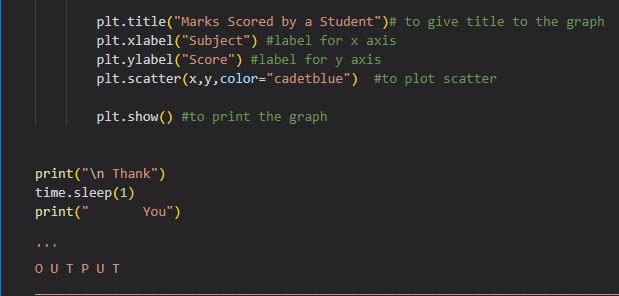 plt.title("Marks Scored by a Student")# to give title to the graph
plt.xlabel("Subject") #label for x axis
plt.ylabel("Score") #label for y axis
plt.scatter(x,y,color="cadetblue")  #to plot scatter
plt.show() #to print the graph
print("\n Thank")
time.sleep(1)
print("       You")
'''
O U T P U T